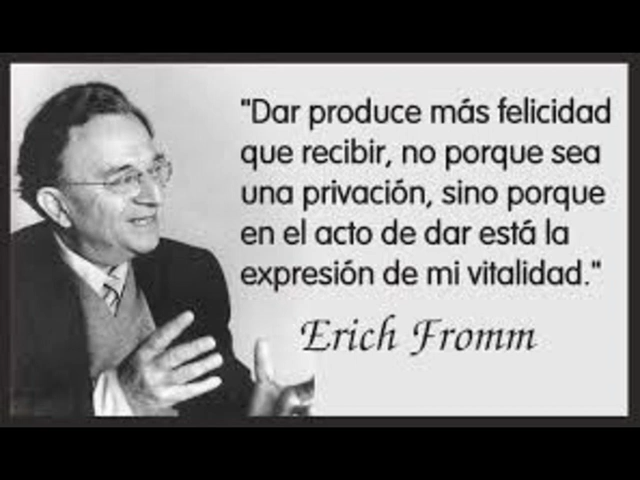 "Dar produce más felicidad
que recibir, no porque sea
una privación, sino porque
en el acto de dar está la
expresión de mi vitalidad."
Erich Fromm